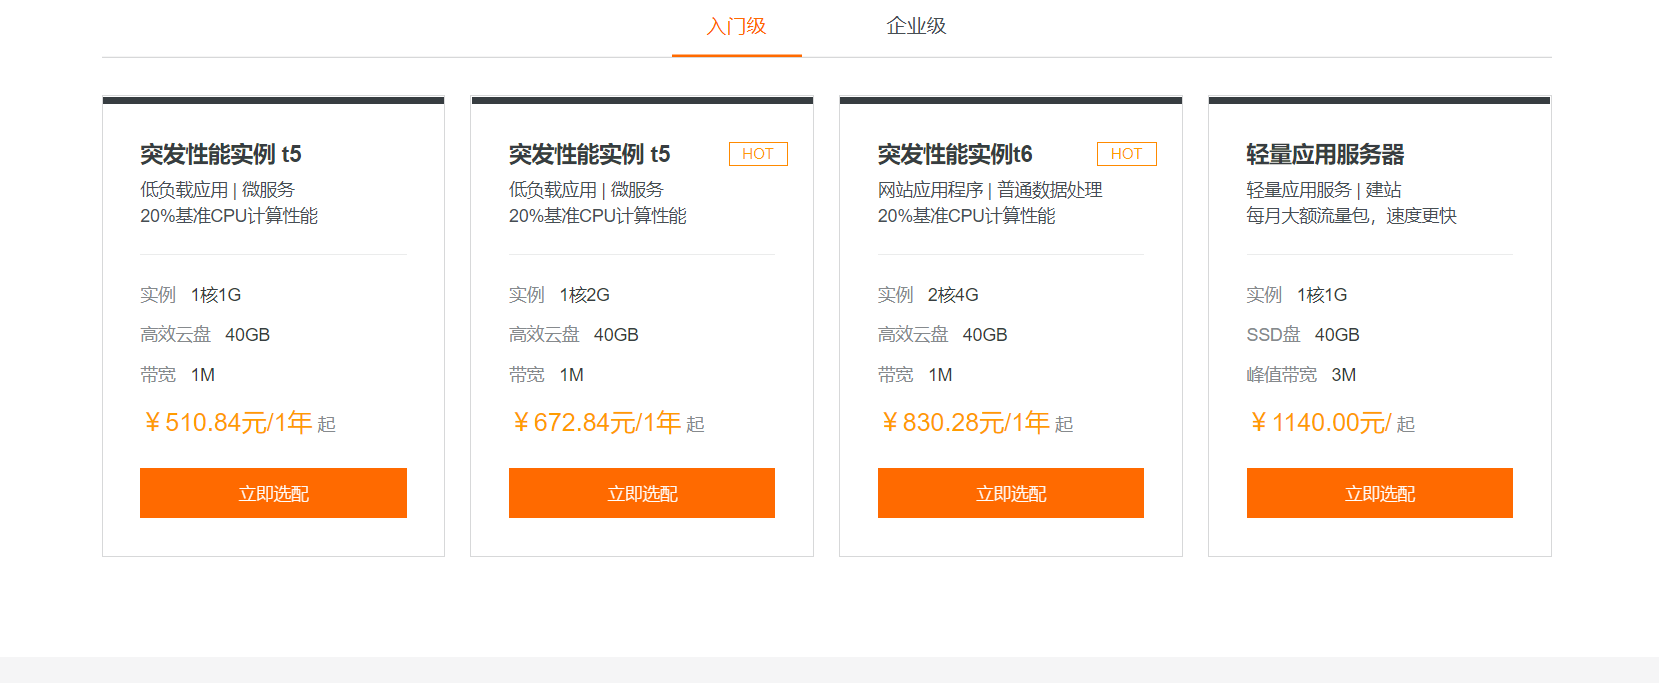 入门级
企业级
突发性能实例 t5
低负载应用 | 微服务
20%基准CPU计算性能
实例 1核1G
高效云盘 40GB
带宽 1M
￥510.84元/1年 起
立即选配
突发性能实例 t5
HOT
低负载应用 | 微服务
20%基准CPU计算性能
实例 1核2G
高效云盘 40GB
带宽 1M
￥672.84元/1年 起
立即选配
突发性能实例t6
HOT
网站应用程序 | 普通数据处理
20%基准CPU计算性能
实例 2核4G
高效云盘 40GB
带宽 1M
￥830.28元/1年 起
立即选配
轻量应用服务器
轻量应用服务 | 建站
每月大额流量包，速度更快
实例 1核1G
SSD盘 40GB
峰值带宽 3M
￥1140.00元/ 起
立即选配